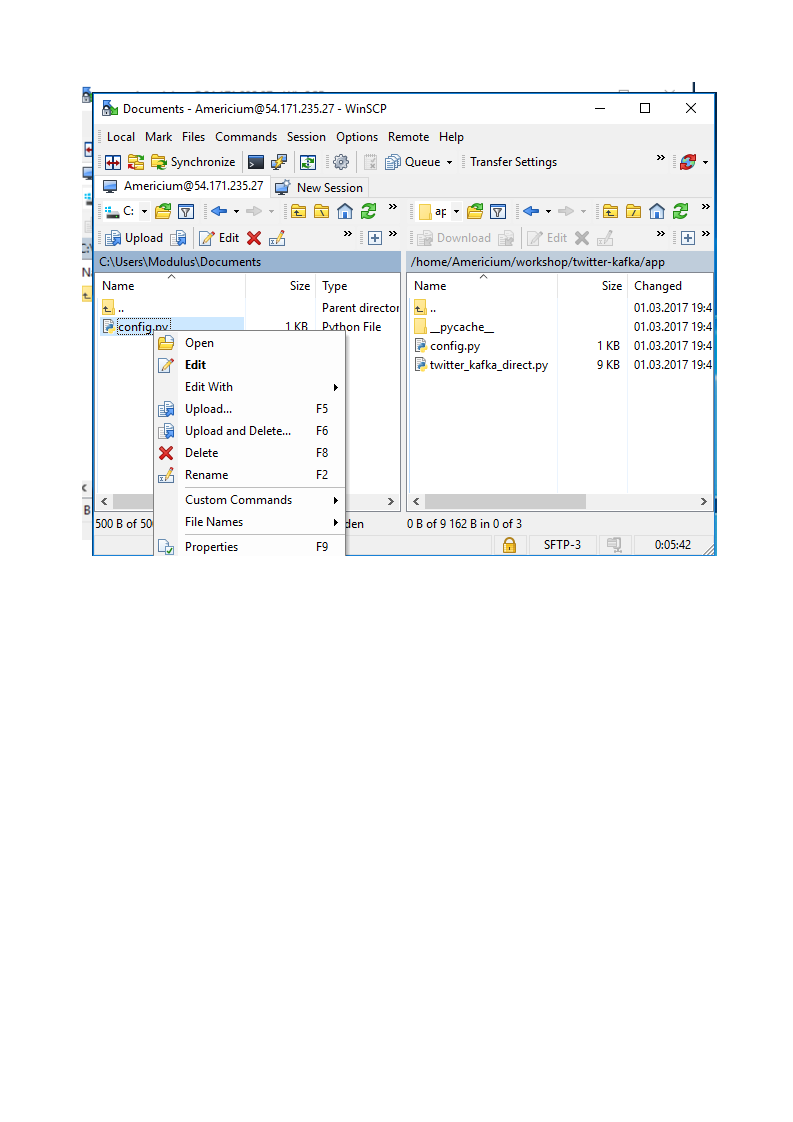 Documents - Americium@54.171.235.27 - WinSCP
Local Mark Files Commands Session Options Remote Help
Synchronize Queue Transfer Settings »
Americium@54.171.235.27 New Session
C: » ap »
Upload Edit » Download Edit »
C:\Users\Modulus\Documents /home/Americium/workshop/twitter-kafka/app
Name Size Type Name Size Changed
.. Parent director .. 01.03.2017 19:4
config.py 1 KB Python File __pycache__ 01.03.2017 19:4
Open config.py 1 KB 01.03.2017 19:4
Edit twitter_kafka_direct.py 9 KB 01.03.2017 19:4
Edit With
Upload... F5
Upload and Delete... F6
Delete F8
Rename F2
Custom Commands
File Names
500 B of 500 den 0 B of 9 162 B in 0 of 3
Properties F9
SFTP-3 0:05:42